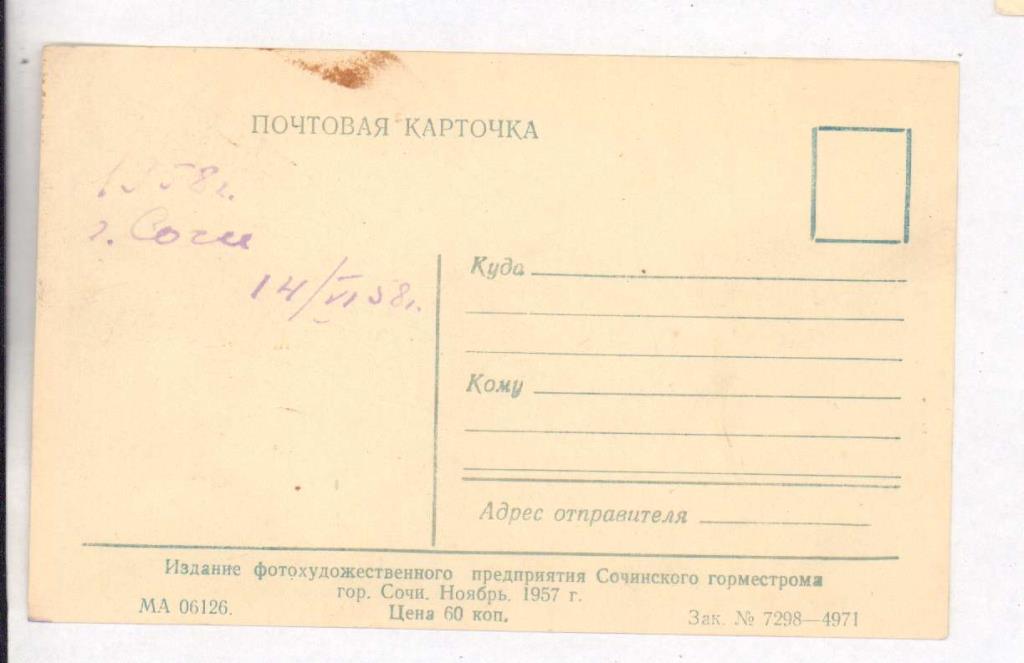 ПОЧТОВАЯ КАРТОЧКА
1958г.
г. Сочи
14/VI 58г.
Куда
Кому
Адрес отправителя
Издание фотохудожественного предприятия Сочинского горместрома
гор. Сочи. Ноябрь. 1957 г.
МА 06126.
Цена 60 коп.
Зак. № 7298—4971